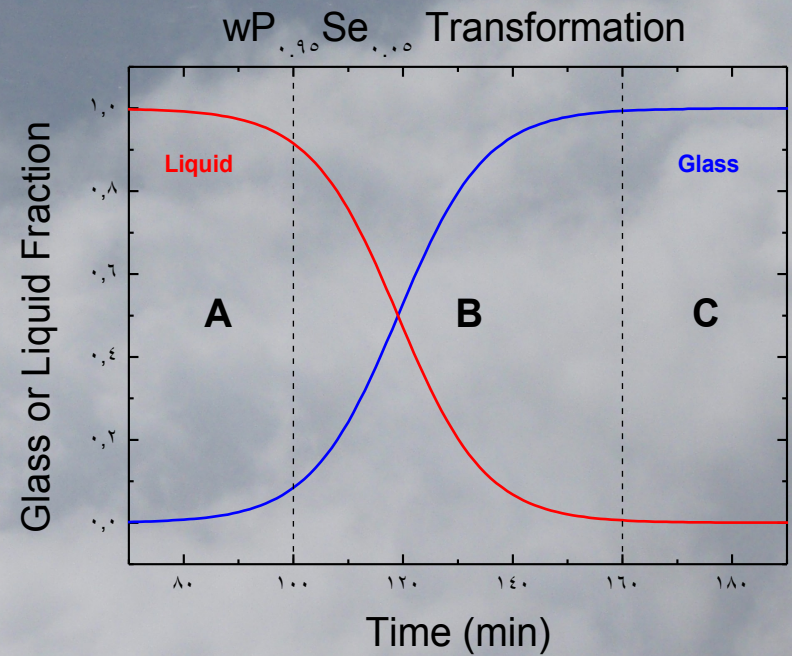 wP٠,٩٥Se٠,٠٥ Transformation
Glass or Liquid Fraction
١,٠
٠,٨
٠,٦
٠,٤
٠,٢
٠,٠
Liquid
Glass
A
B
C
٨٠ ١٠٠ ١٢٠ ١٤٠ ١٦٠ ١٨٠
Time (min)